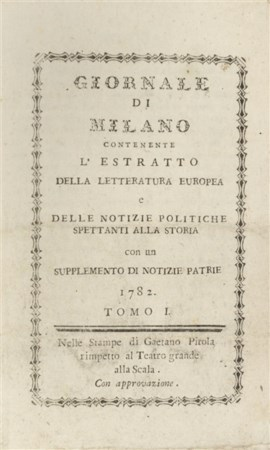 GIORNALE
DI
MILANO
CONTENENTE
L' ESTRATTO
DELLA LETTERATURA EUROPEA
e
DELLE NOTIZIE POLITICHE
SPETTANTI ALLA STORIA
con un
SUPPLEMENTO DI NOTIZIE PATRIE
1782.
TOMO I.
Nelle Stampe di Gaetano Pirola
rimpetto al Teatro grande
alla Scala.
Con approvazione.